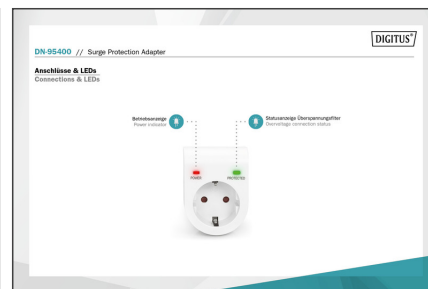 DIGITUS®
DN-95400 // Surge Protection Adapter
Anschlüsse & LEDs
Connections & LEDs
Betriebsanzeige
Power indicator
Statusanzeige Überspannungsfilter
Overvoltage connection status
POWER
PROTECTED